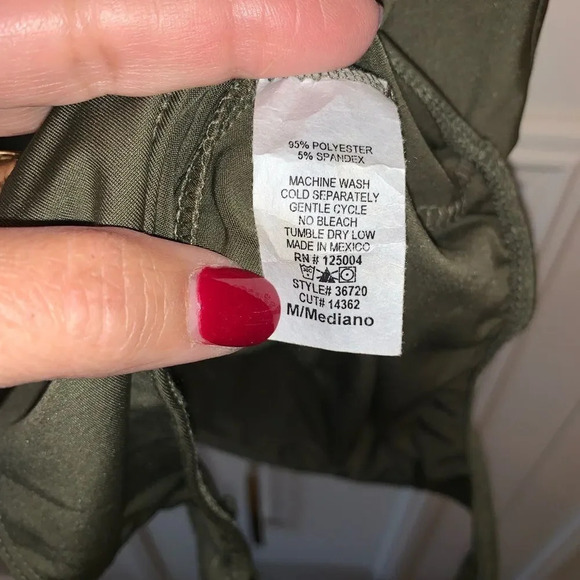 95% POLYESTER
5% SPANDEX
MACHINE WASH
COLD SEPARATELY
GENTLE CYCLE
NO BLEACH
TUMBLE DRY LOW
MADE IN MEXICO
RN # 125004
STYLE# 36720
CUT# 14362
M/Mediano